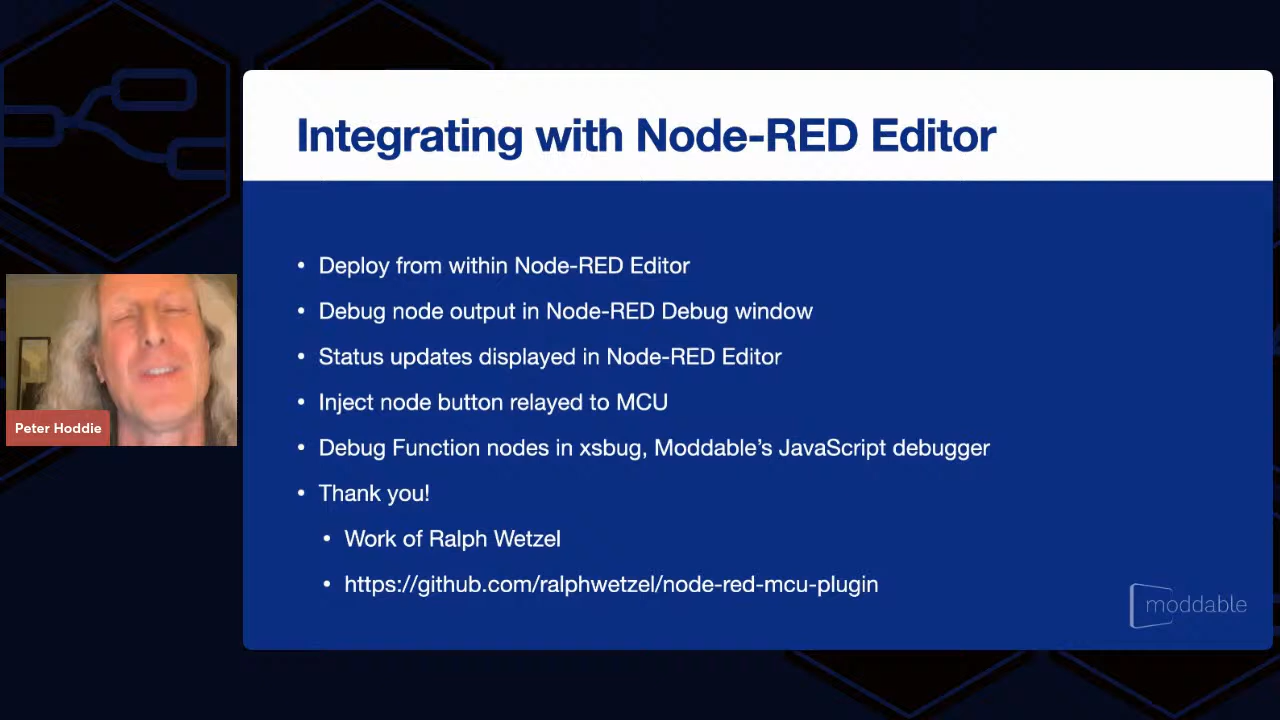 Integrating with Node-RED Editor
• Deploy from within Node-RED Editor
• Debug node output in Node-RED Debug window
• Status updates displayed in Node-RED Editor
• Inject node button relayed to MCU
• Debug Function nodes in xsbug, Moddable’s JavaScript debugger
• Thank you!
• Work of Ralph Wetzel
• https://github.com/ralphwetzel/node-red-mcu-plugin
Peter Hoddie
moddable